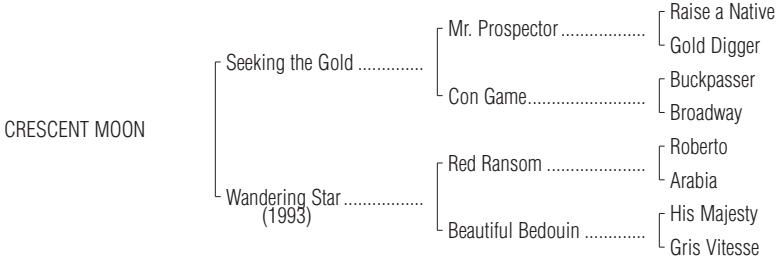 Raise a Native
Mr. Prospector ...................
Gold Digger
Seeking the Gold ..............
Buckpasser
Con Game ..........................
Broadway
CRESCENT MOON
Roberto
Red Ransom ......................
Arabia
Wandering Star .................
(1993)
His Majesty
Beautiful Bedouin .............
Gris Vitesse